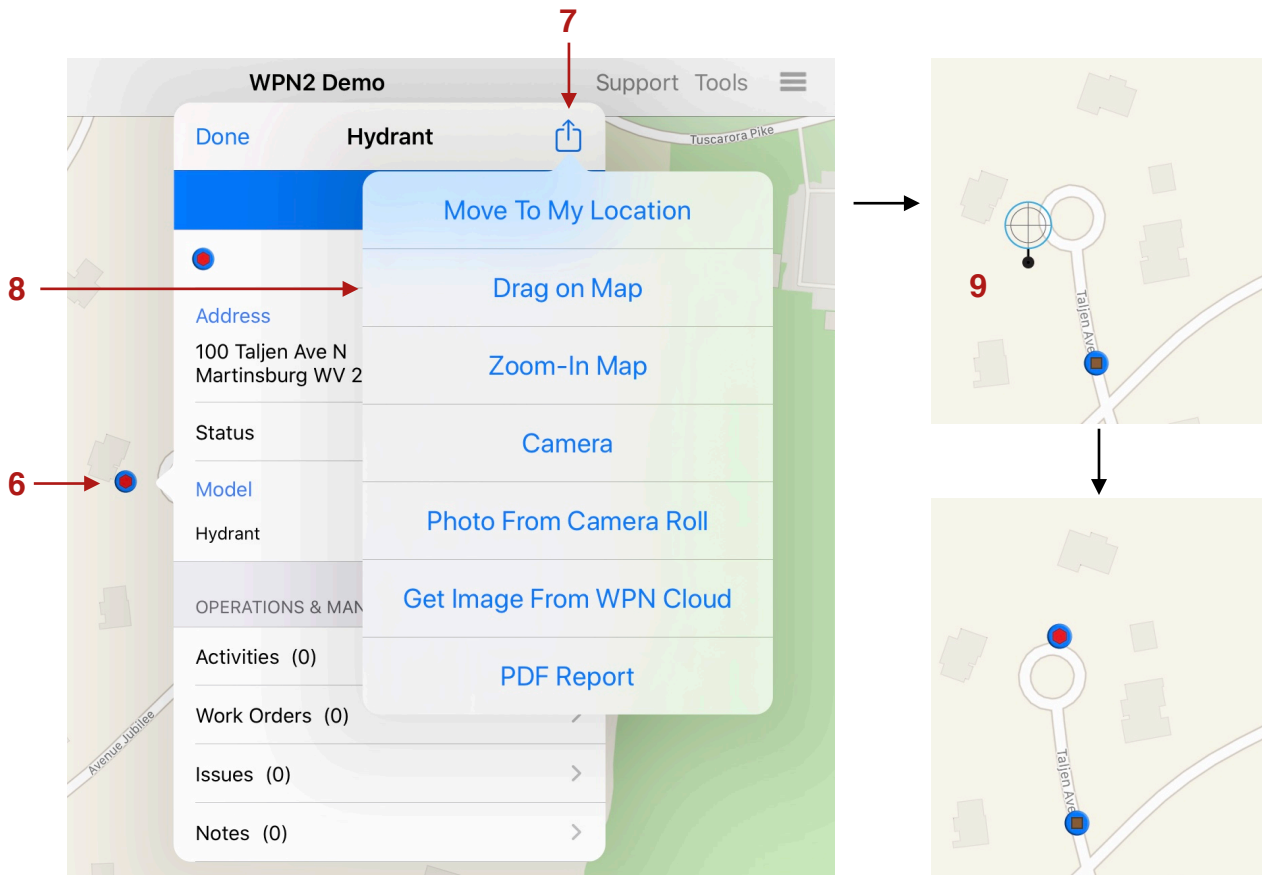 7
WPN2 Demo
Support Tools
Done
Hydrant
Tuscarora Pike
Move To My Location
8
Drag on Map
Address
100 Taljen Ave N
Martinsburg WV 2
Zoom-In Map
Status
Camera
6
Model
Hydrant
Photo From Camera Roll
OPERATIONS & MAN
Get Image From WPN Cloud
Activities (0)
PDF Report
Work Orders (0)
Avenue Jubilee
Issues (0)
Notes (0)
9
Taljen Ave
Taljen Ave